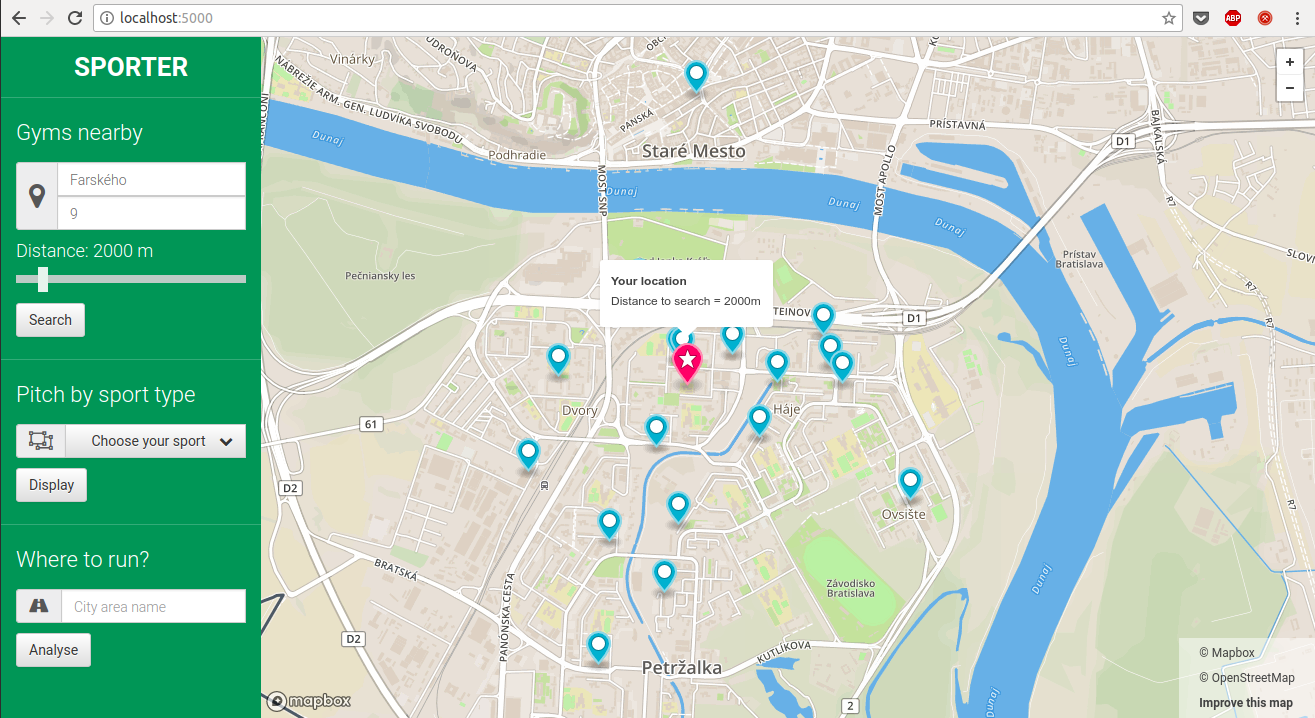 localhost:5000
ABP
SPORTER
Gyms nearby
Farského
9
Distance: 2000 m
Search
Pitch by sport type
Choose your sport
Display
Where to run?
City area name
Analyse
Vinárky
NÁBREŽIE ARM. GEN. LUDVÍKA SVOBODU
PANSKÁ
Staré Mesto
PRÍSTAVNÁ
BAJKALSKÁ
D1
+
−
Podhradie
Dunaj
MOST SNP
Dunaj
Dunaj
MOST APOLLO
Dunaj
R7
Prístav
Bratislava
Pečniansky les
Your location
Distance to search = 2000m
D1
R7
Dunaj
Dvory
Háje
61
D2
Ovsište
R7
BRATSKÁ
PANÓNSKA CESTA
Závodisko
Bratislava
Dunaj
D2
KUTLÍKOVA
Petržalka
2
Dunaj
mapbox
© Mapbox
© OpenStreetMap
Improve this map